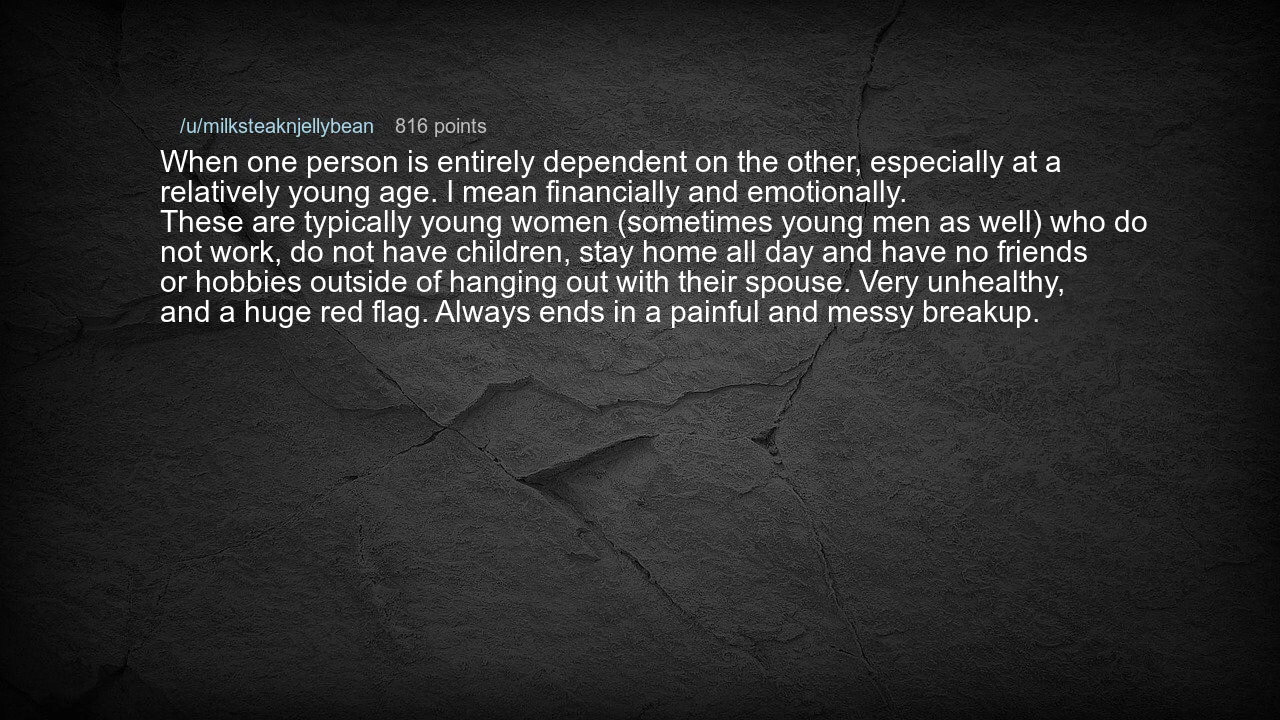 /u/milksteaknjellybean 816 points
When one person is entirely dependent on the other, especially at a
relatively young age. I mean financially and emotionally.
These are typically young women (sometimes young men as well) who do
not work, do not have children, stay home all day and have no friends
or hobbies outside of hanging out with their spouse. Very unhealthy,
and a huge red flag. Always ends in a painful and messy breakup.